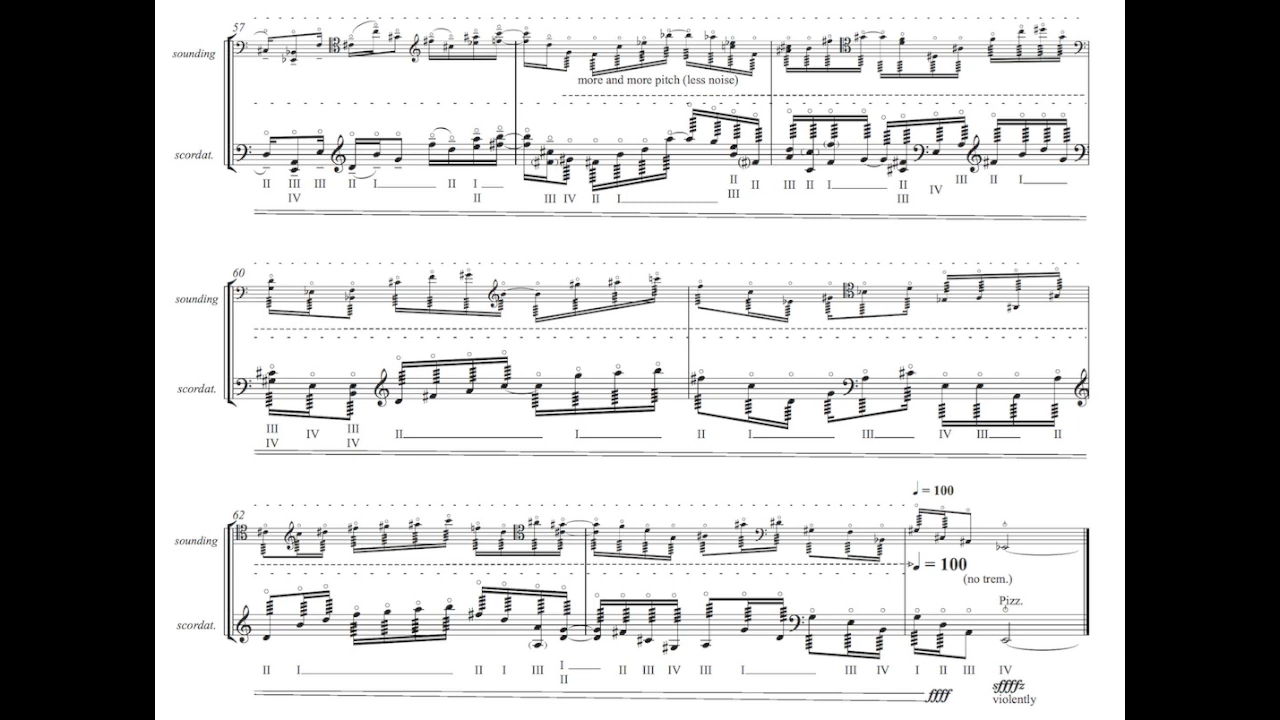 57
sounding
more and more pitch (less noise)
scordat.
II III III II I II I II
IV II III IV II I III III II I II IV III II I
III III
60
sounding
scordat.
III IV III II I II I III IV III II
IV IV
= 100
62
sounding
= 100
(no trem.)
Pizz.
scordat.
II I II I III I II III IV III I III IV I II III IV
II
ffff sffffz
violently